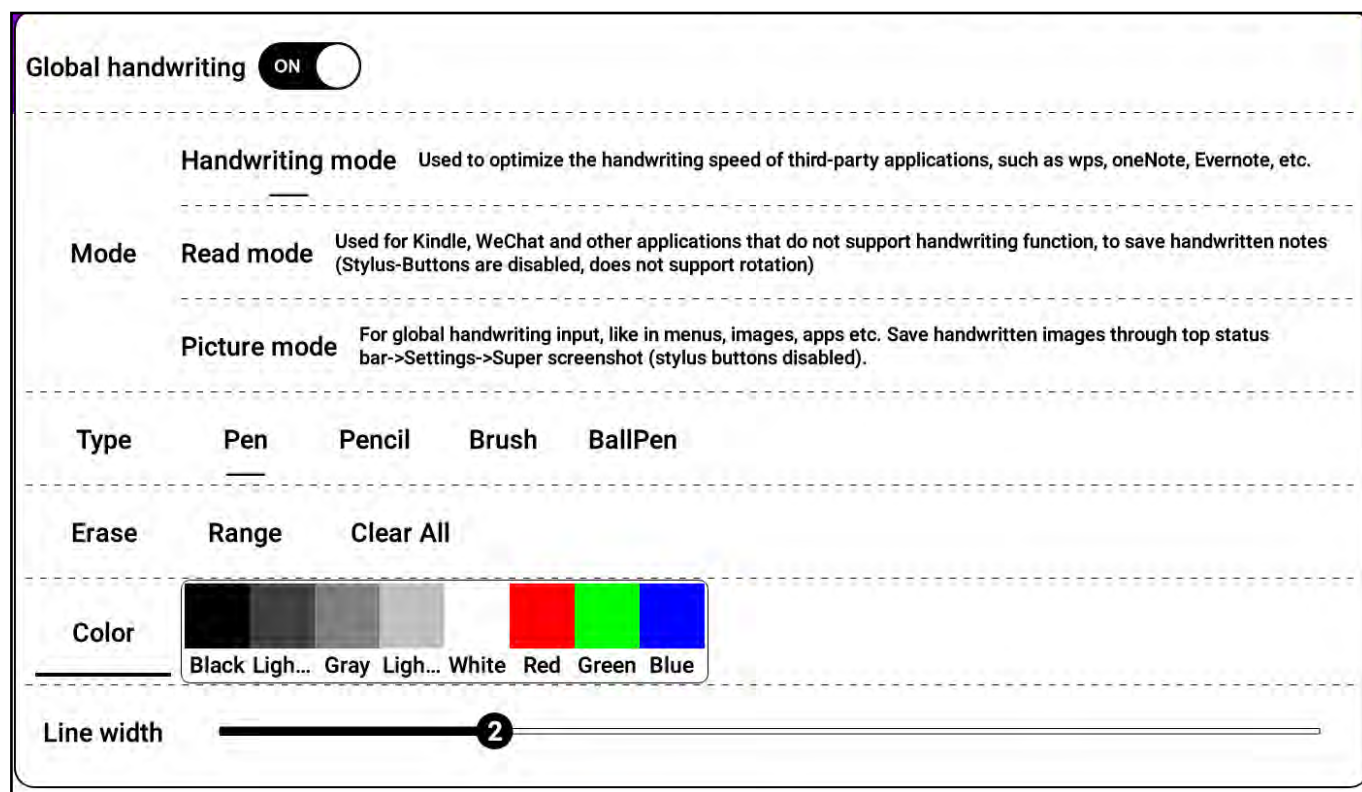 Global handwriting ON
Handwriting mode Used to optimize the handwriting speed of third-party applications, such as wps, oneNote, Evernote, etc.
Mode Read mode Used for Kindle, WeChat and other applications that do not support handwriting function, to save handwritten notes
(Stylus-Buttons are disabled, does not support rotation)
Picture mode For global handwriting input, like in menus, images, apps etc. Save handwritten images through top status
bar->Settings->Super screenshot (stylus buttons disabled).
Type Pen Pencil Brush BallPen
Erase Range Clear All
Color
Black Ligh... Gray Ligh... White Red Green Blue
Line width 2